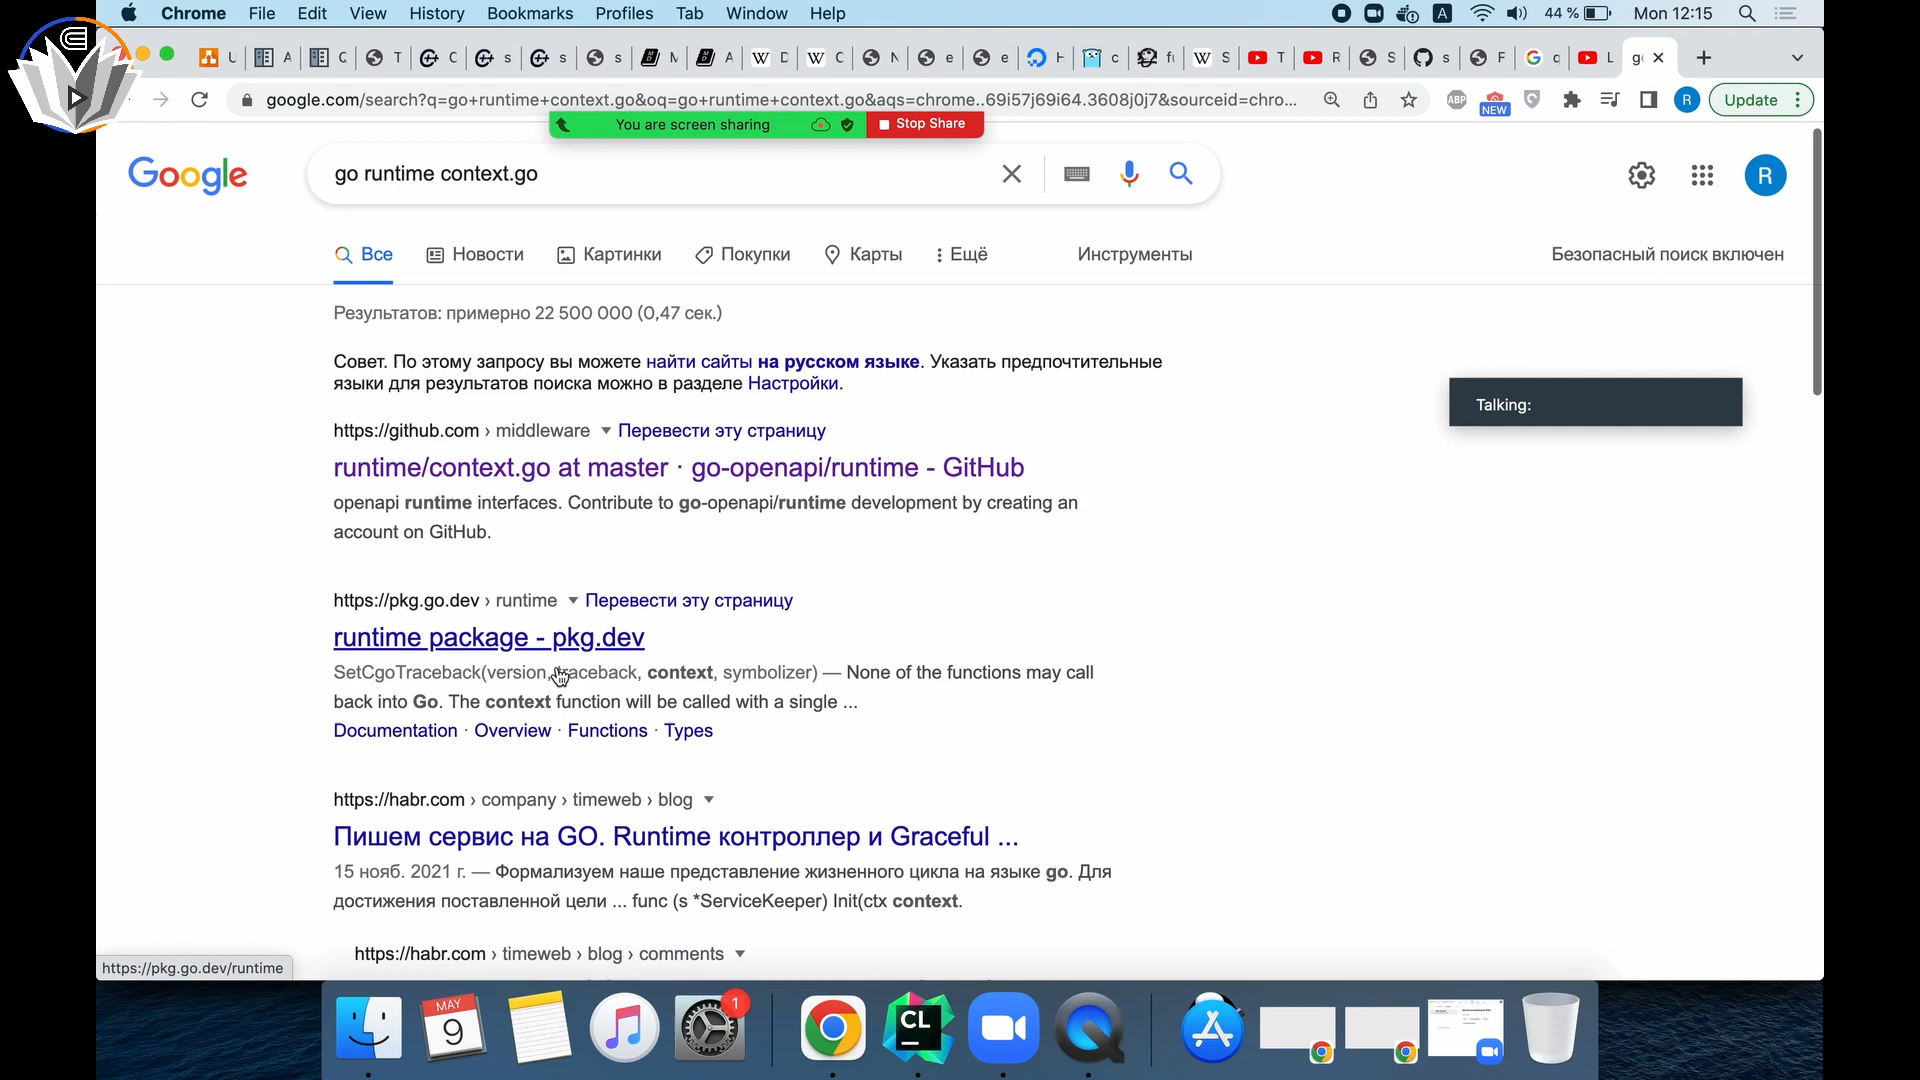 Chrome File Edit View History Bookmarks Profiles Tab Window Help A 44 % Mon 12:15
google.com/search?q=go+runtime+context.go&oq=go+runtime+context.go&aqs=chrome..69i57j69i64.3608j0j7&sourceid=chro... ABP NEW R Update
You are screen sharing Stop Share
Google go runtime context.go R
Все Новости Картинки Покупки Карты Ещё Инструменты Безопасный поиск включен
Результатов: примерно 22 500 000 (0,47 сек.)
Совет. По этому запросу вы можете найти сайты на русском языке. Указать предпочтительные
языки для результатов поиска можно в разделе Настройки.
Talking:
https://github.com › middleware Перевести эту страницу
runtime/context.go at master · go-openapi/runtime - GitHub
openapi runtime interfaces. Contribute to go-openapi/runtime development by creating an
account on GitHub.
https://pkg.go.dev › runtime Перевести эту страницу
runtime package - pkg.dev
SetCgoTraceback(version, traceback, context, symbolizer) — None of the functions may call
back into Go. The context function will be called with a single ...
Documentation · Overview · Functions · Types
https://habr.com › company › timeweb › blog
Пишем сервис на GO. Runtime контроллер и Graceful ...
15 нояб. 2021 г. — Формализуем наше представление жизненного цикла на языке go. Для
достижения поставленной цели ... func (s *ServiceKeeper) Init(ctx context.
https://habr.com › timeweb › blog › comments
https://pkg.go.dev/runtime
MAY
9
1
CL